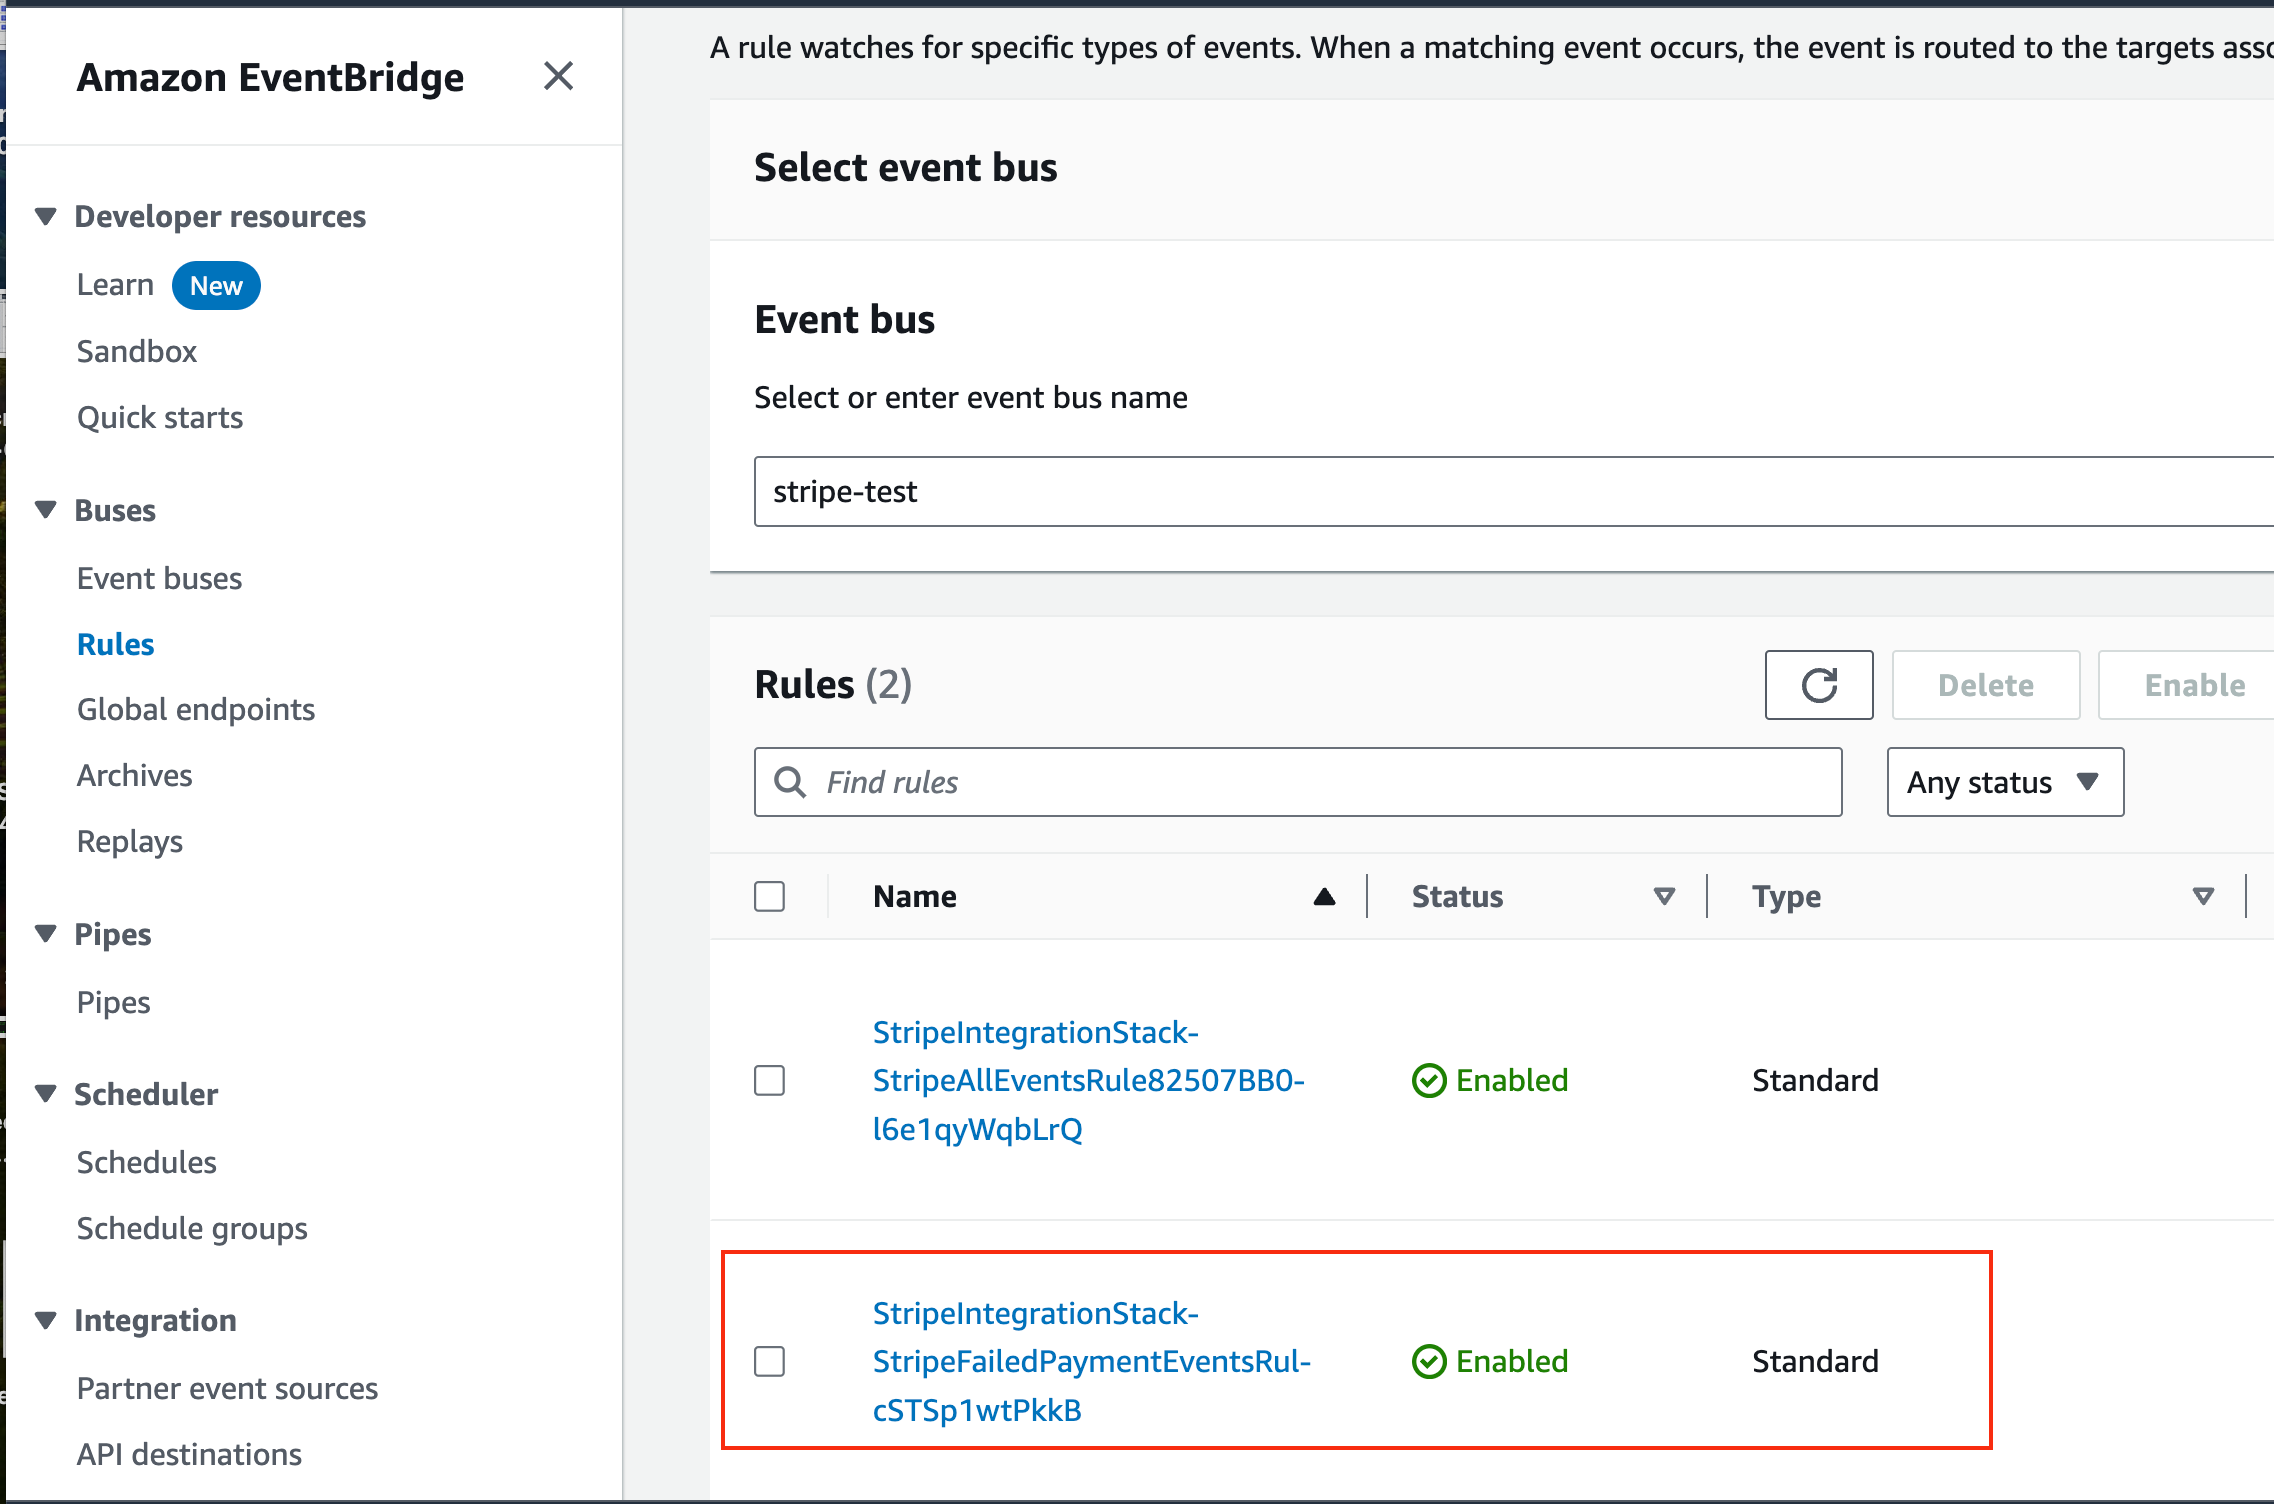 Amazon EventBridge
Developer resources
Learn New
Sandbox
Quick starts
Buses
Event buses
Rules
Global endpoints
Archives
Replays
Pipes
Pipes
Scheduler
Schedules
Schedule groups
Integration
Partner event sources
API destinations
A rule watches for specific types of events. When a matching event occurs, the event is routed to the targets
Select event bus
Event bus
Select or enter event bus name
stripe-test
Rules (2)
Delete
Enable
Find rules
Any status
Name Status Type
StripeIntegrationStack-
StripeAllEventsRule82507BB0-
l6e1qyWqbLrQ
Enabled
Standard
StripeIntegrationStack-
StripeFailedPaymentEventsRul-
cSTSp1wtPkkB
Enabled
Standard